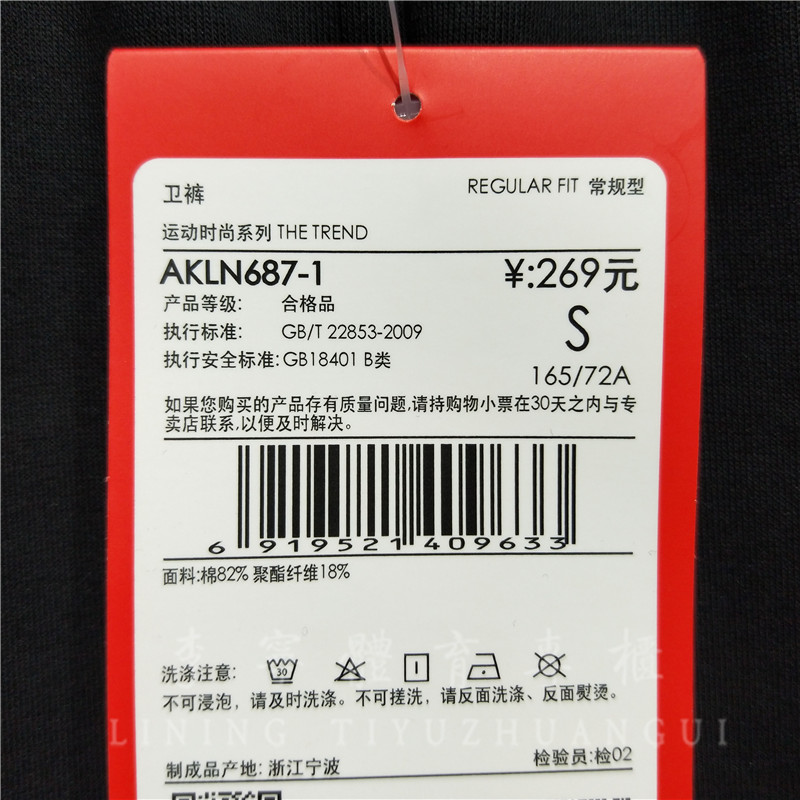 卫裤
REGULAR FIT 常规型
运动时尚系列 THE TREND
AKLN687-1
¥:269元
产品等级: 合格品
执行标准: GB/T 22853-2009
S
执行安全标准:GB18401 B类
165/72A
如果您购买的产品存有质量问题,请持购物小票在30天之内与专
卖店联系,以便及时解决。
6 919521 409633
面料:棉82% 聚酯纤维18%
李寧體育專櫃
洗涤注意:
30
不可浸泡，请及时洗涤。不可搓洗，请反面洗涤、反面熨烫。
LINING TIYUZHUANGUI
制成品产地: 浙江宁波
检验员:检02